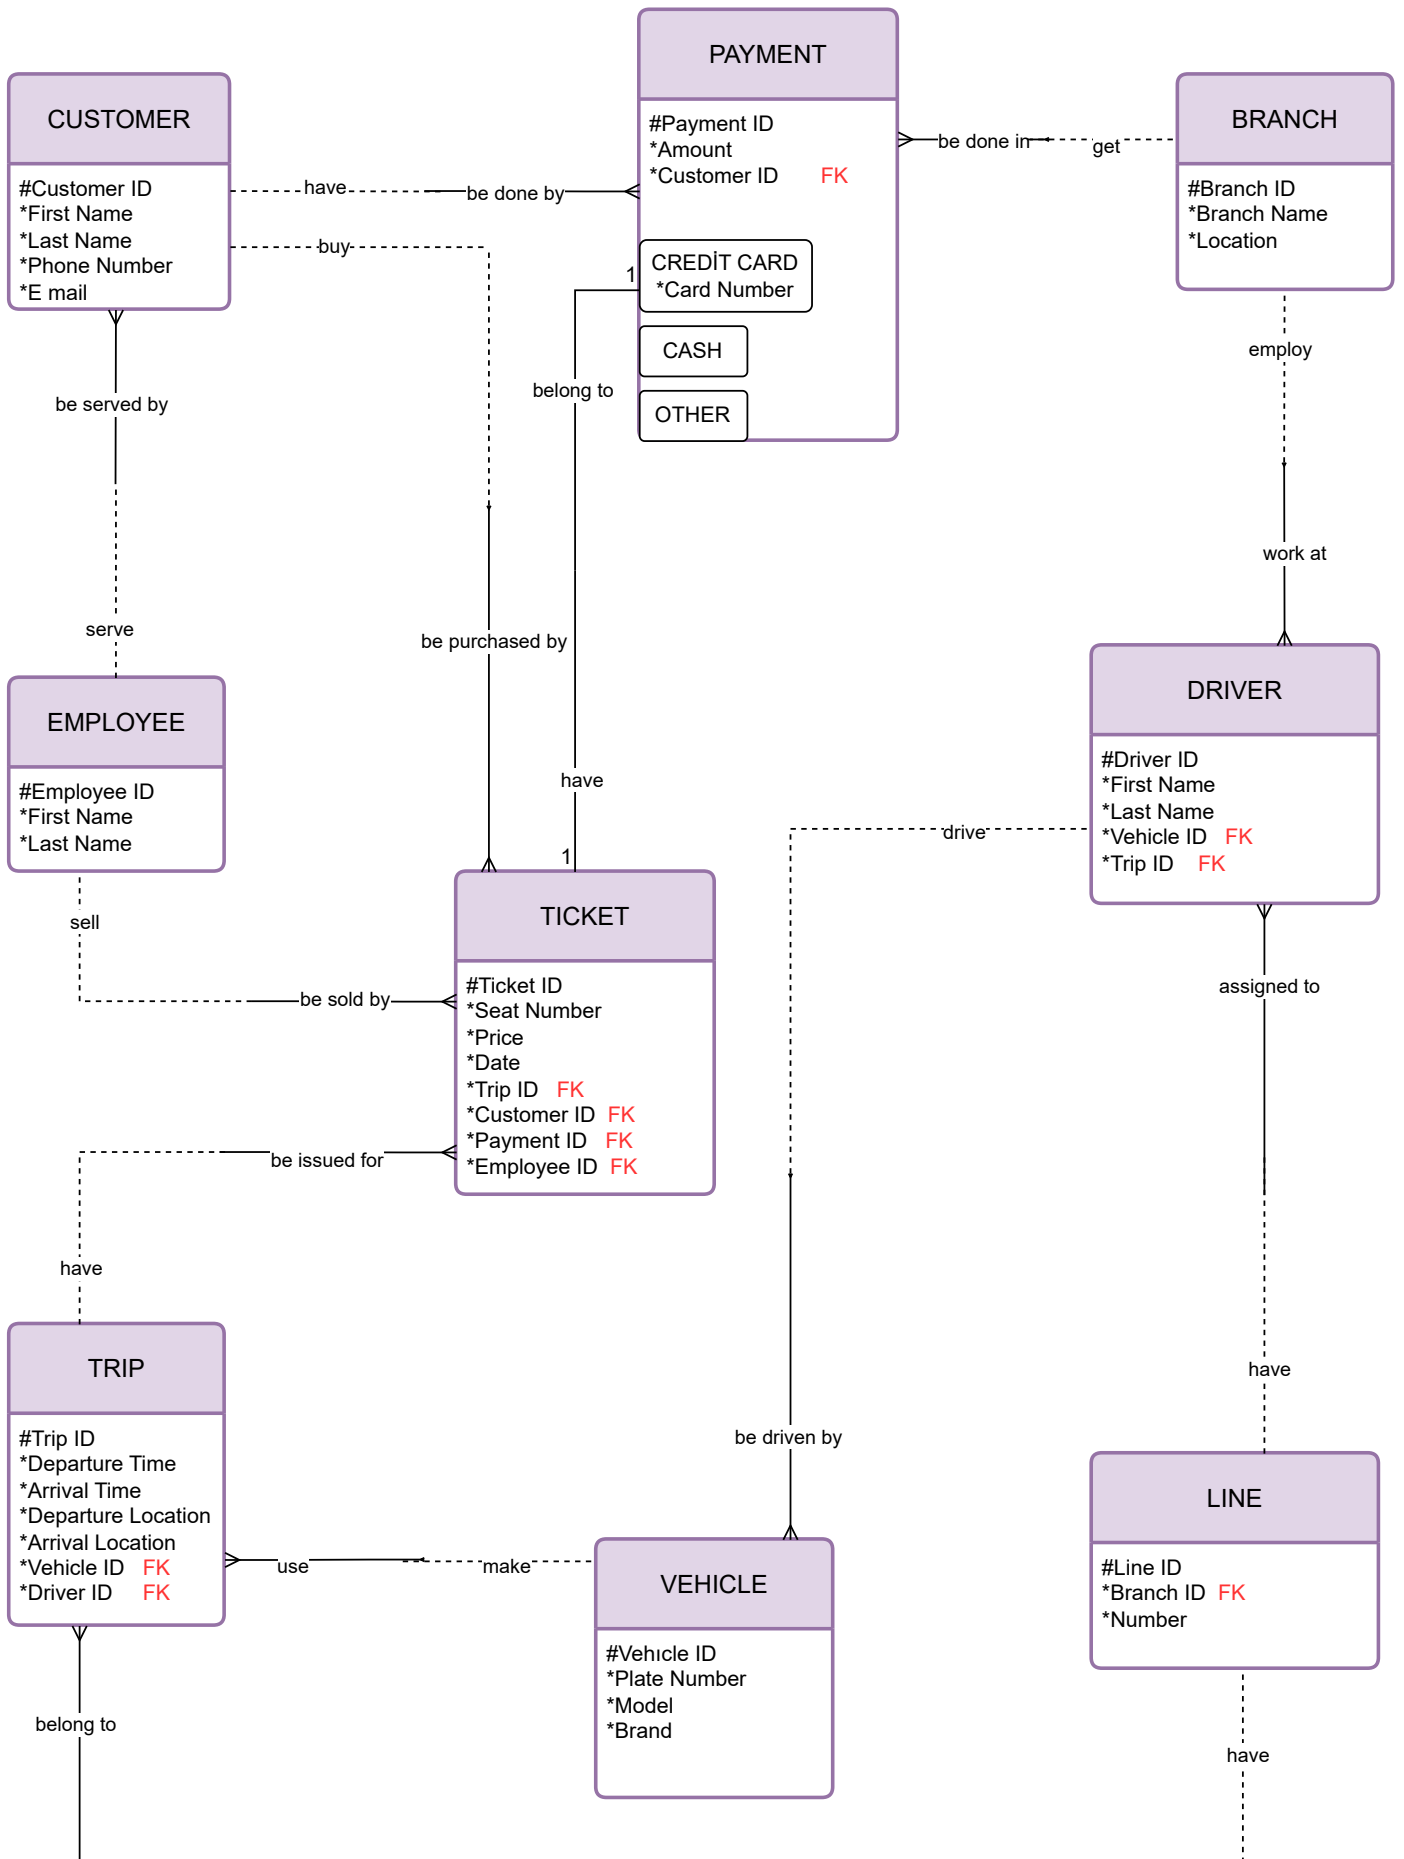 PAYMENT
#Payment ID
*Amount
*Customer ID FK
CREDİT CARD
*Card Number
CASH
OTHER
CUSTOMER
#Customer ID
*First Name
*Last Name
*Phone Number
*E mail
BRANCH
#Branch ID
*Branch Name
*Location
have
be done by
be done in
get
buy
1
belong to
employ
be served by
work at
serve
be purchased by
have
1
EMPLOYEE
#Employee ID
*First Name
*Last Name
DRIVER
#Driver ID
*First Name
*Last Name
*Vehicle ID FK
*Trip ID FK
drive
sell
be sold by
TICKET
#Ticket ID
*Seat Number
*Price
*Date
*Trip ID FK
*Customer ID FK
*Payment ID FK
*Employee ID FK
assigned to
be issued for
have
have
be driven by
TRIP
#Trip ID
*Departure Time
*Arrival Time
*Departure Location
*Arrival Location
*Vehicle ID FK
*Driver ID FK
use
make
VEHICLE
#Vehıcle ID
*Plate Number
*Model
*Brand
LINE
#Line ID
*Branch ID FK
*Number
belong to
have